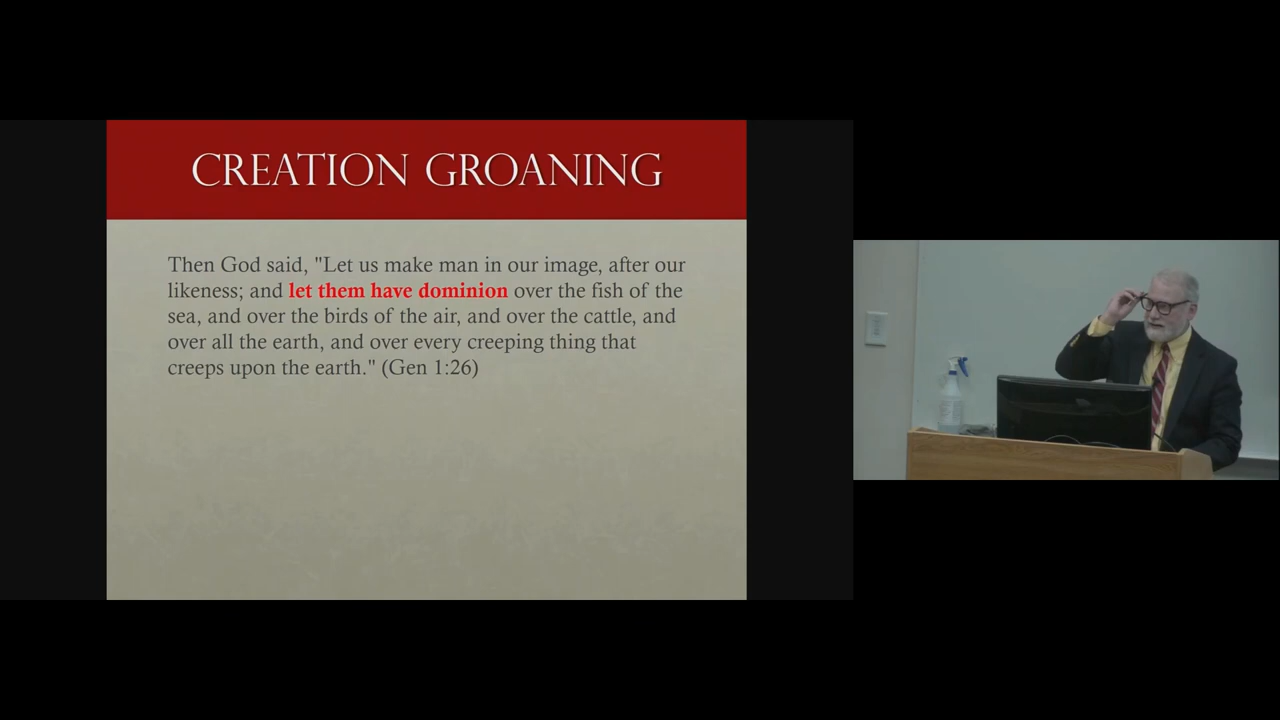 CREATION GROANING
Then God said, "Let us make man in our image, after our
likeness; and let them have dominion over the fish of the
sea, and over the birds of the air, and over the cattle, and
over all the earth, and over every creeping thing that
creeps upon the earth." (Gen 1:26)